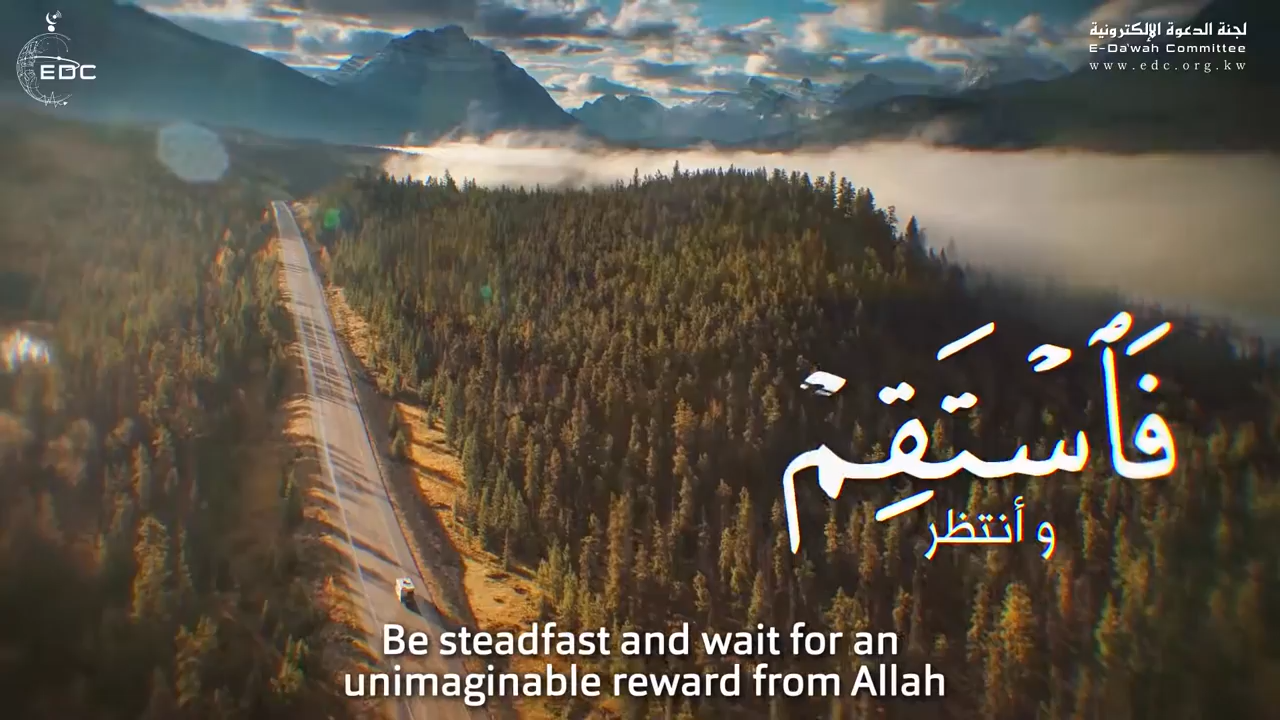 EDC
لجنة الدعوة الإلكترونية
E-Da'wah Committee
www.edc.org.kw
فَٱسْتَقِمْ
و أنتظر
Be steadfast and wait for an
unimaginable reward from Allah